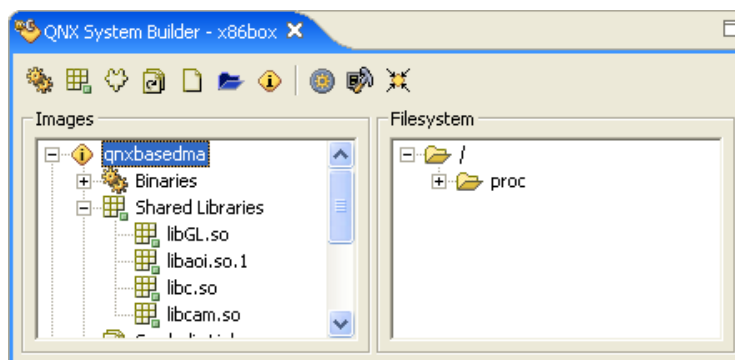 QNX System Builder - x86box
Images
qnxbasedma
Binaries
Shared Libraries
libGL.so
libaoi.so.1
libc.so
libcam.so
Filesystem
/
proc